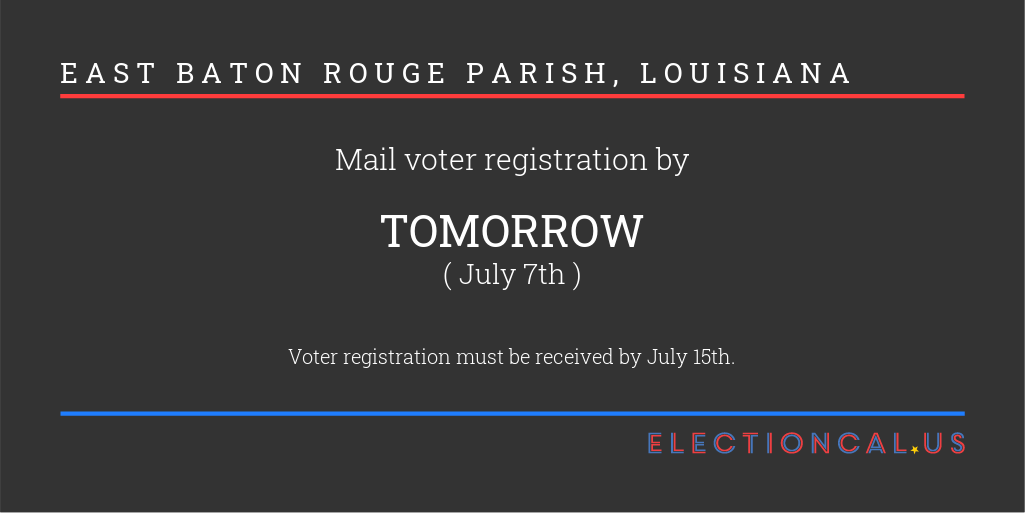 EAST BATON ROUGE PARISH, LOUISIANA
Mail voter registration by
TOMORROW
( July 7th )
Voter registration must be received by July 15th.
ELECTIONCAL.US